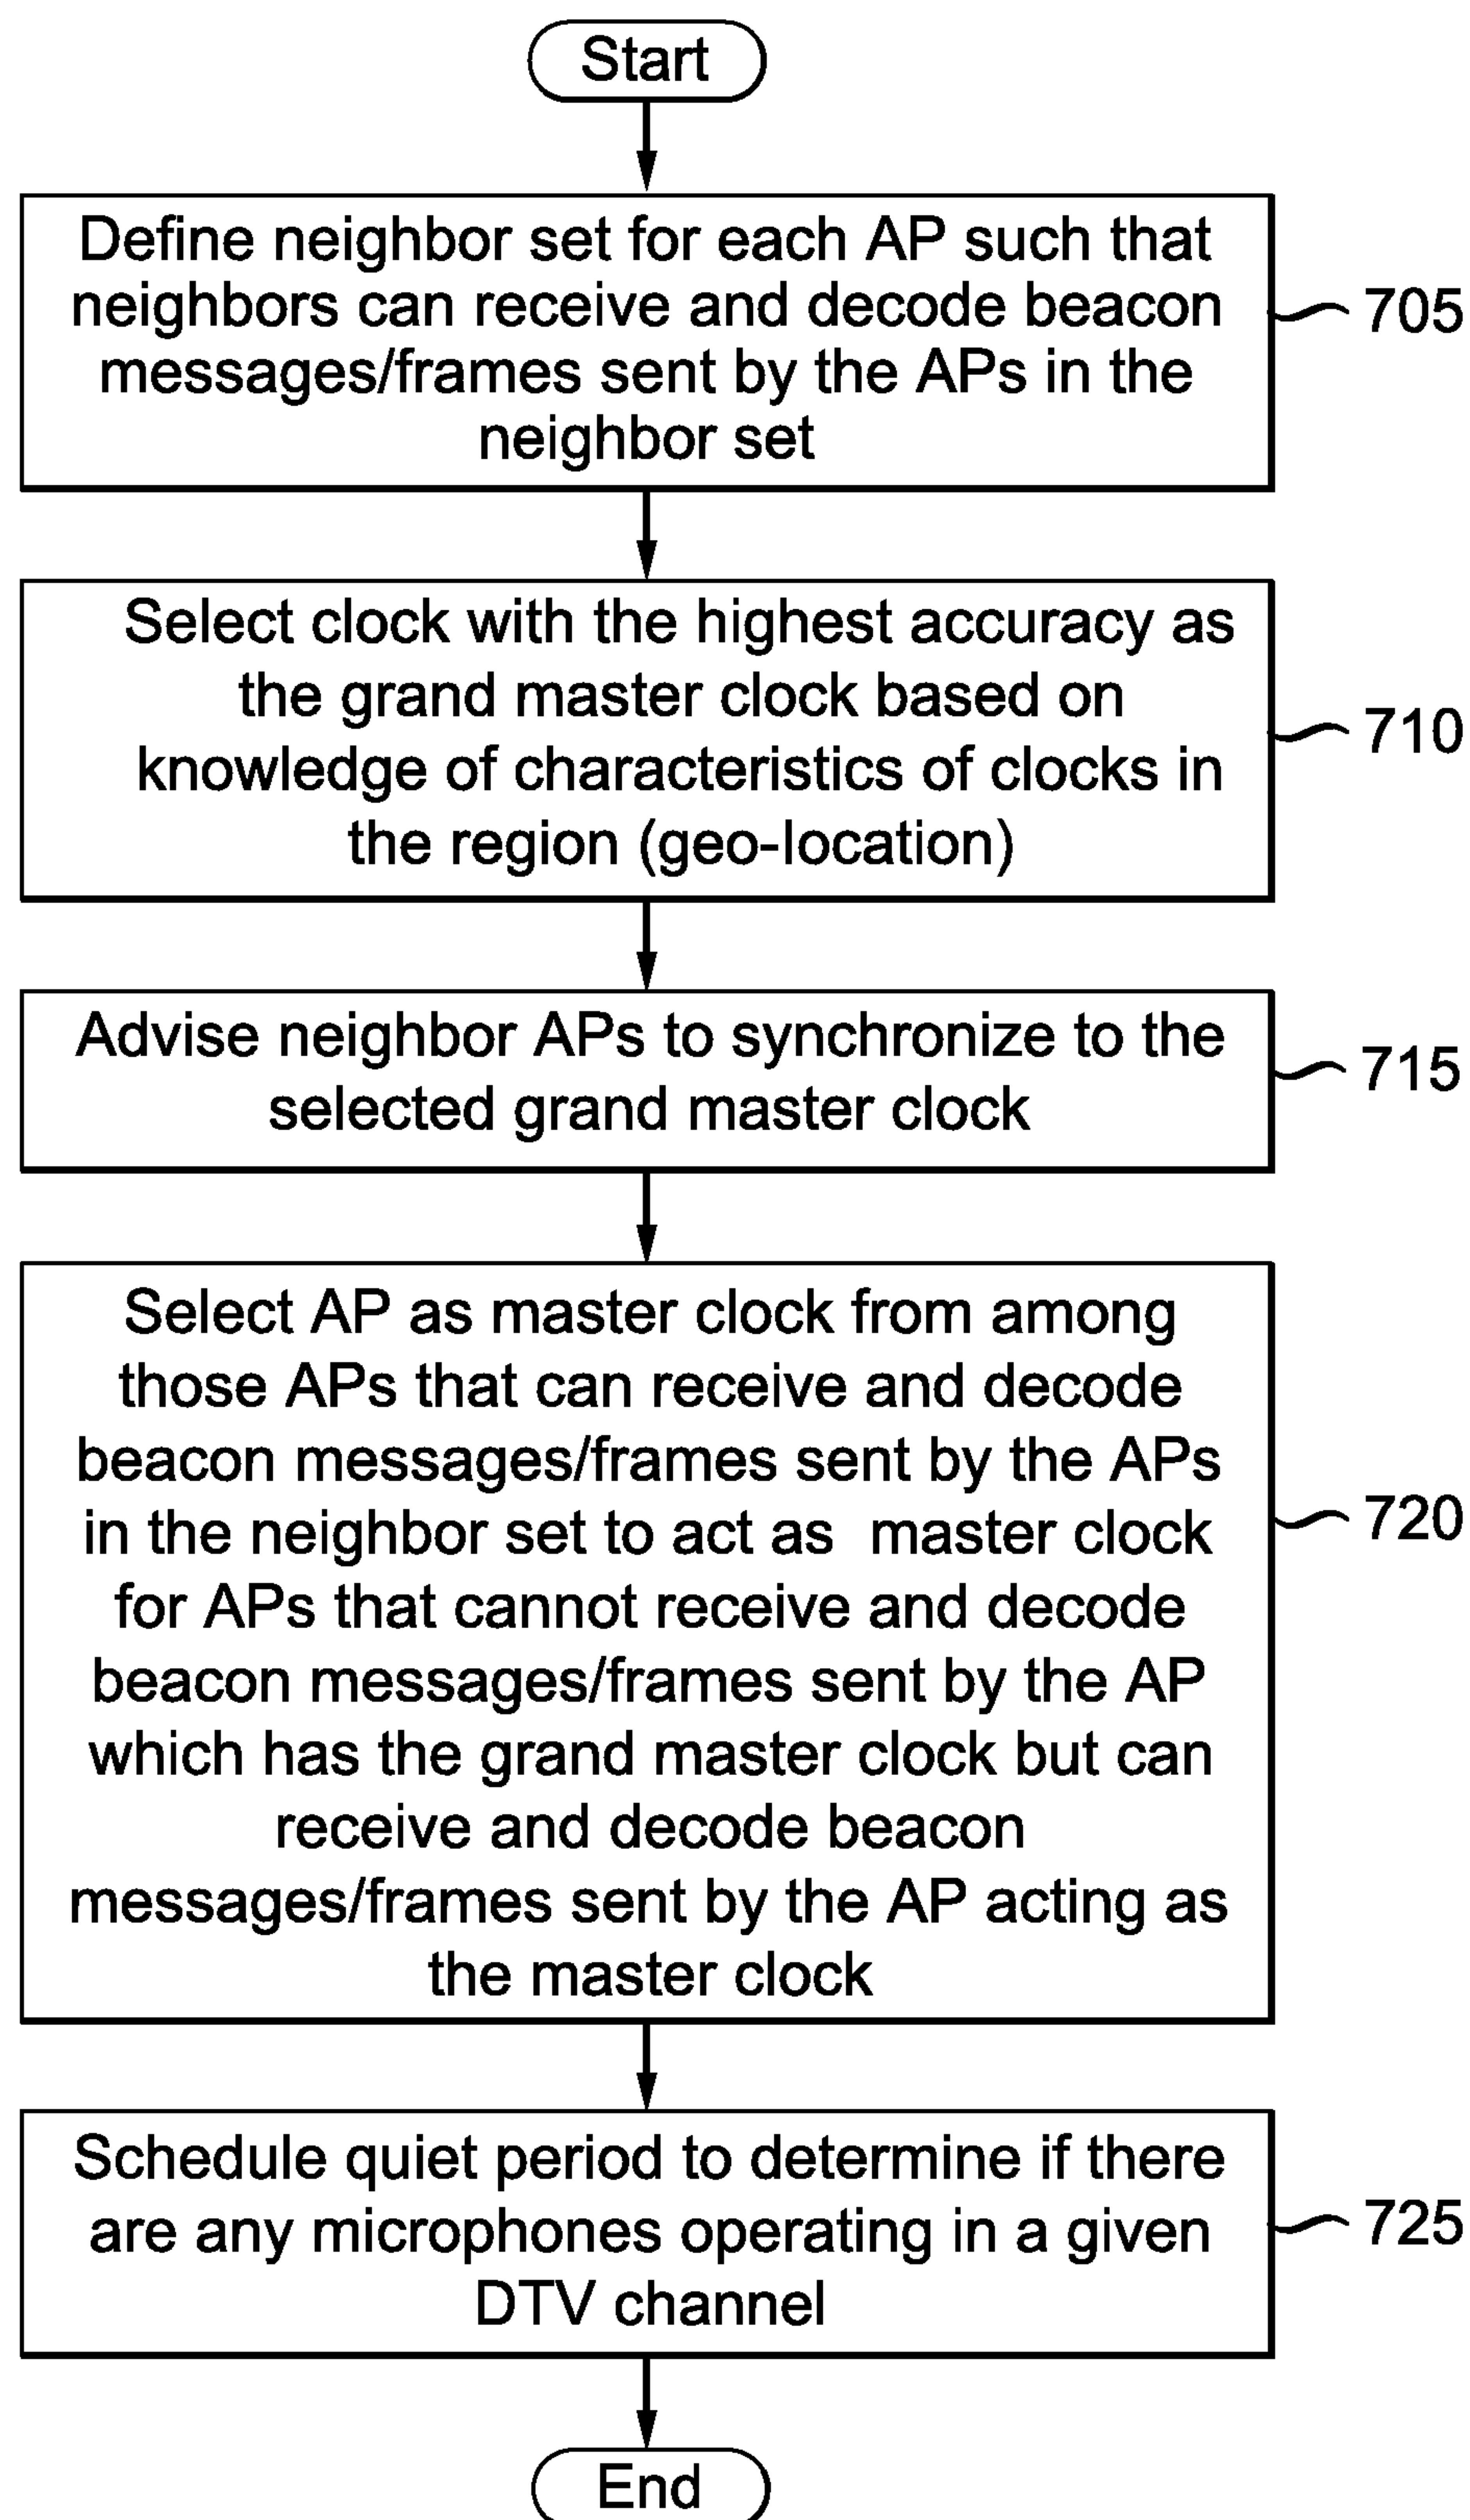 Start
Define neighbor set for each AP such that
neighbors can receive and decode beacon
messages/frames sent by the APs in the
neighbor set
705
Select clock with the highest accuracy as
the grand master clock based on
knowledge of characteristics of clocks in
the region (geo-location)
710
Advise neighbor APs to synchronize to the
selected grand master clock
715
Select AP as master clock from among
those APs that can receive and decode
beacon messages/frames sent by the APs
in the neighbor set to act as master clock
for APs that cannot receive and decode
beacon messages/frames sent by the AP
which has the grand master clock but can
receive and decode beacon
messages/frames sent by the AP acting as
the master clock
720
Schedule quiet period to determine if there
are any microphones operating in a given
DTV channel
725
End